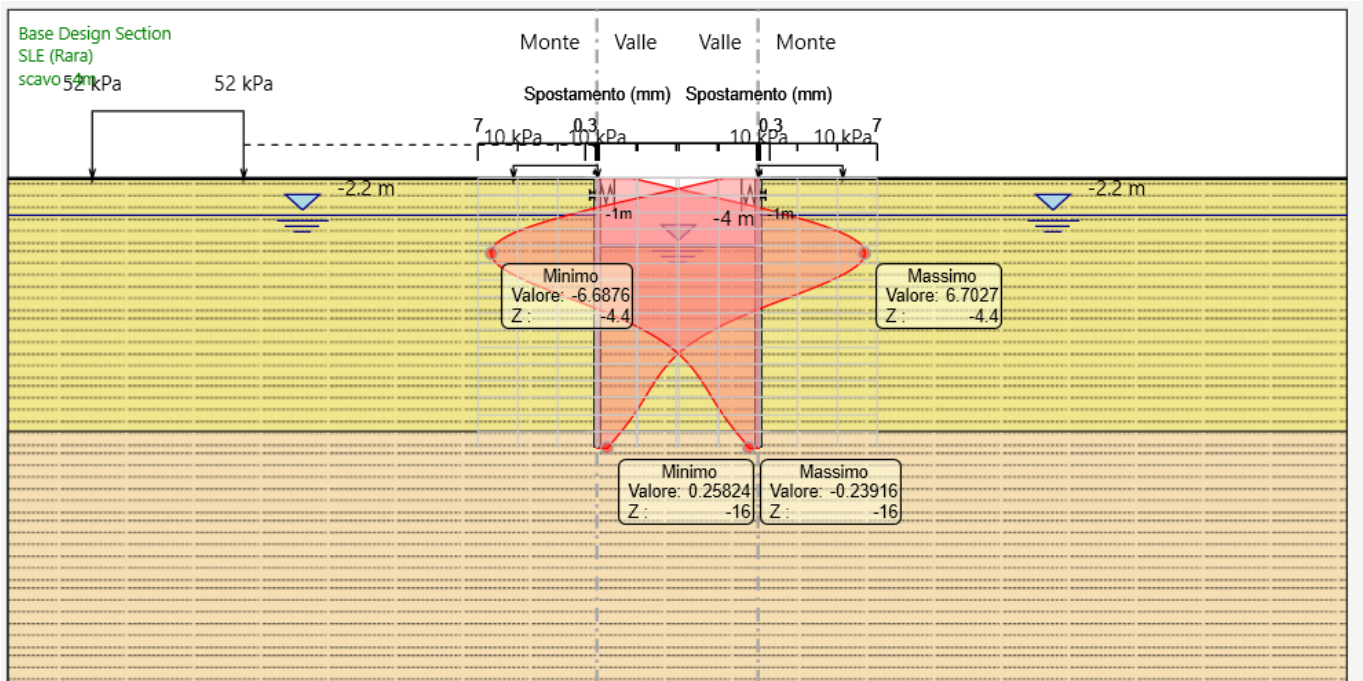 Base Design Section
SLE (Rara)
scavo -4m
52 kPa 52 kPa
Monte Valle Valle Monte
Spostamento (mm) Spostamento (mm)
7 0.3 0.3 7
10 kPa 10 kPa 10 kPa 10 kPa
-2.2 m -2.2 m
-1m -4 m -1m
Minimo
Valore: -6.6876
Z : -4.4
Massimo
Valore: 6.7027
Z : -4.4
Minimo
Valore: 0.25824
Z : -16
Massimo
Valore: -0.23916
Z : -16